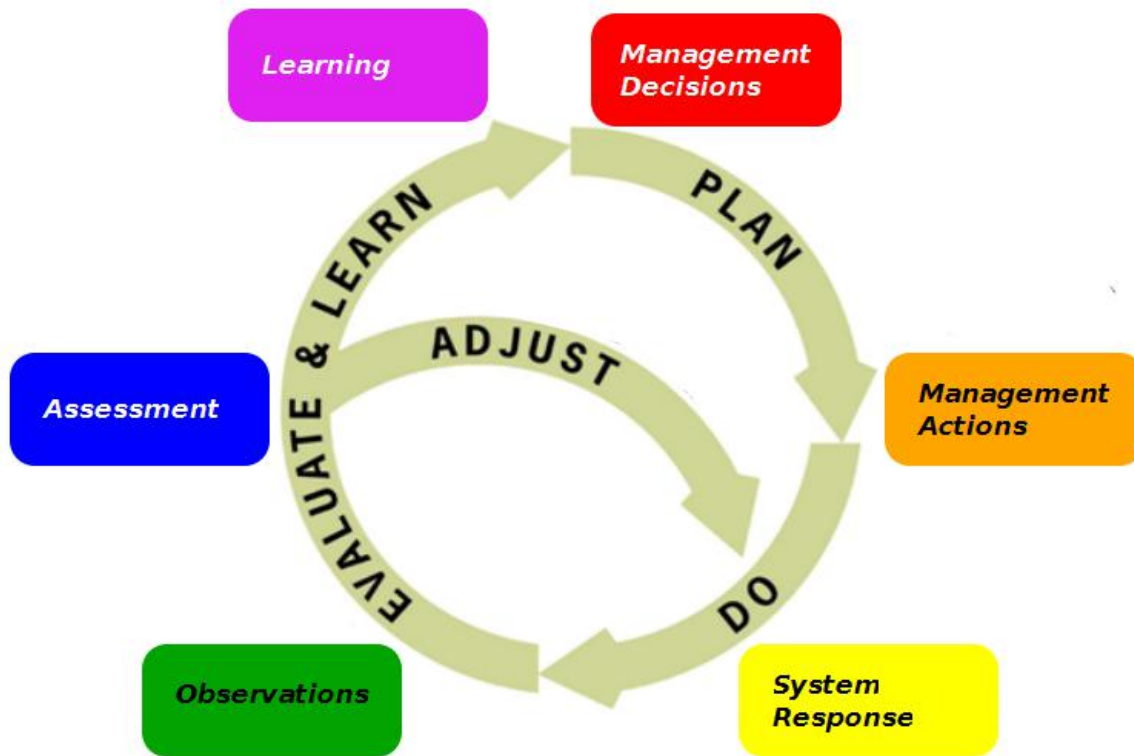 Learning
Management
Decisions
PLAN
EVALUATE & LEARN
ADJUST
Assessment
Management
Actions
DO
Observations
System
Response